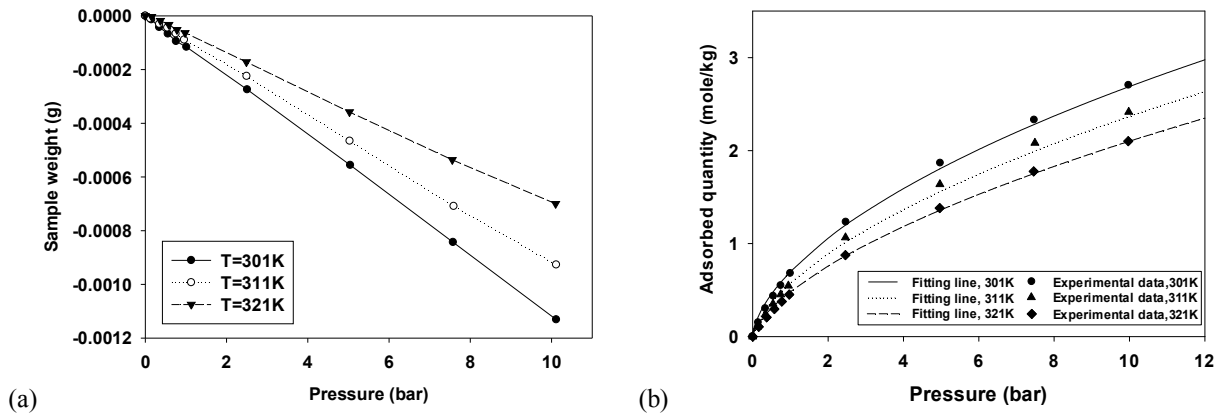 0.0000
-0.0002
-0.0004
-0.0006
-0.0008
-0.0010
-0.0012
Sample weight (g)
T=301K
T=311K
T=321K
0 2 4 6 8 10
Pressure (bar)
(a)
3
2
1
0
Adsorbed quantity (mole/kg)
Fitting line, 301K Experimental data,301K
Fitting line, 311K Experimental data,311K
Fitting line, 321K Experimental data,321K
0 2 4 6 8 10 12
Pressure (bar)
(b)